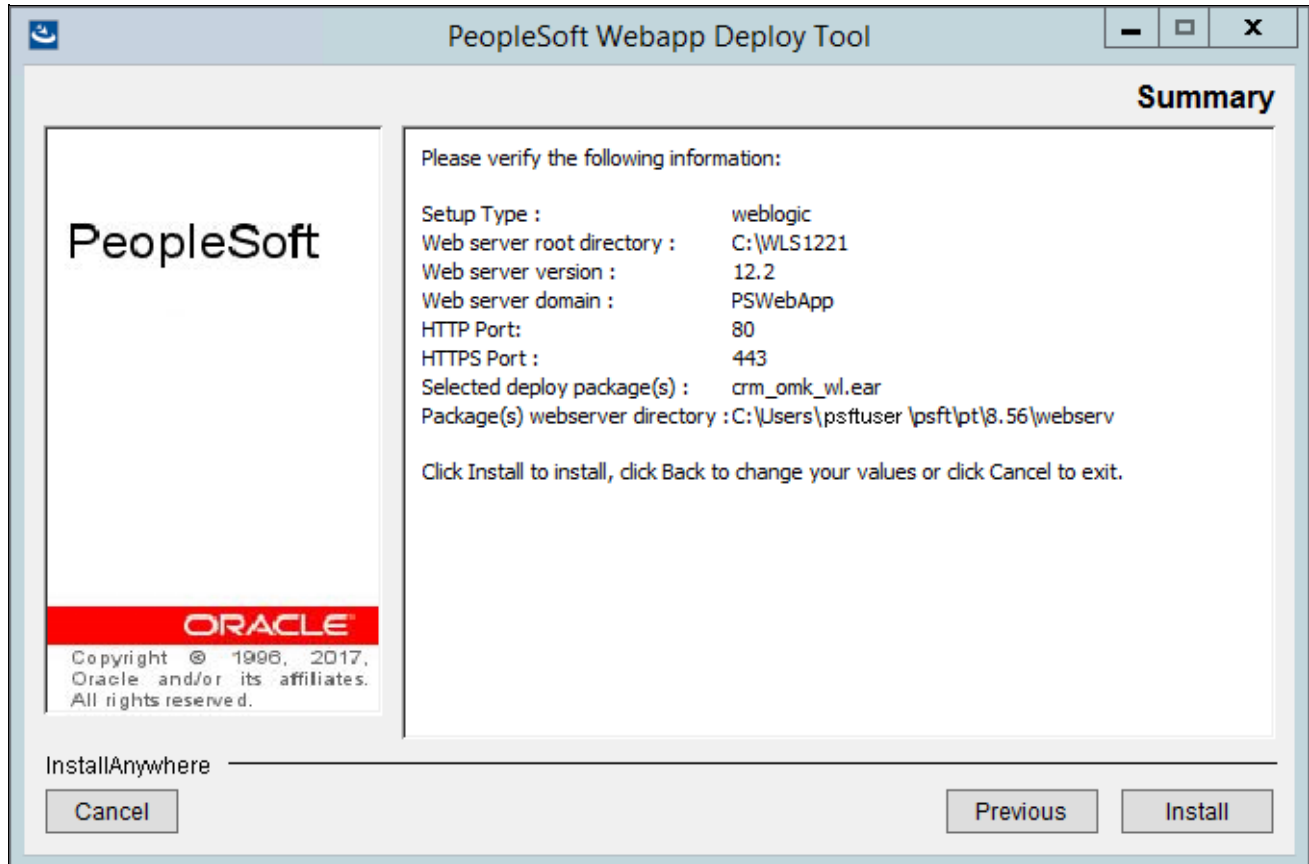 PeopleSoft Webapp Deploy Tool
Summary
PeopleSoft
ORACLE
Copyright © 1996, 2017,
Oracle and/or its affiliates.
All rights reserved.
Please verify the following information:
Setup Type : weblogic
Web server root directory : C:\WLS1221
Web server version : 12.2
Web server domain : PSWebApp
HTTP Port: 80
HTTPS Port : 443
Selected deploy package(s) : crm_omk_wl.ear
Package(s) webserver directory :C:\Users\psftuser \psft\pt\8.56\webserv
Click Install to install, click Back to change your values or click Cancel to exit.
InstallAnywhere
Cancel
Previous
Install